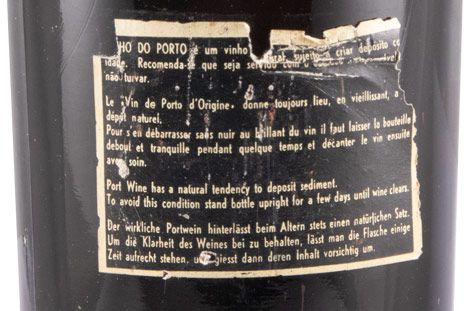 HO DO PORTO é um vinho sujeito a criar depósito co
idade. Recomenda-se que seja servido com o
não turvar.
Le «Vin de Porto d'Origine» donne toujours lieu, en vieillissant, a
dépôt naturel.
Pour s'en débarrasser sans nuir au brillant du vin il faut laisser la bouteille
debout et tranquille pendant quelque temps et décanter le vin ensuite
avec soin.
Port Wine has a natural tendency to deposit sediment.
To avoid this condition stand bottle upright for a few days until wine clears.
Der wirkliche Portwein hinterlässt beim Altern stets einen natürlichen Satz.
Um die Klarheit des Weines bei zu behalten, lässt man die Flasche einige
Zeit aufrecht stehen, und giesst dann deren Inhalt vorsichtig um.